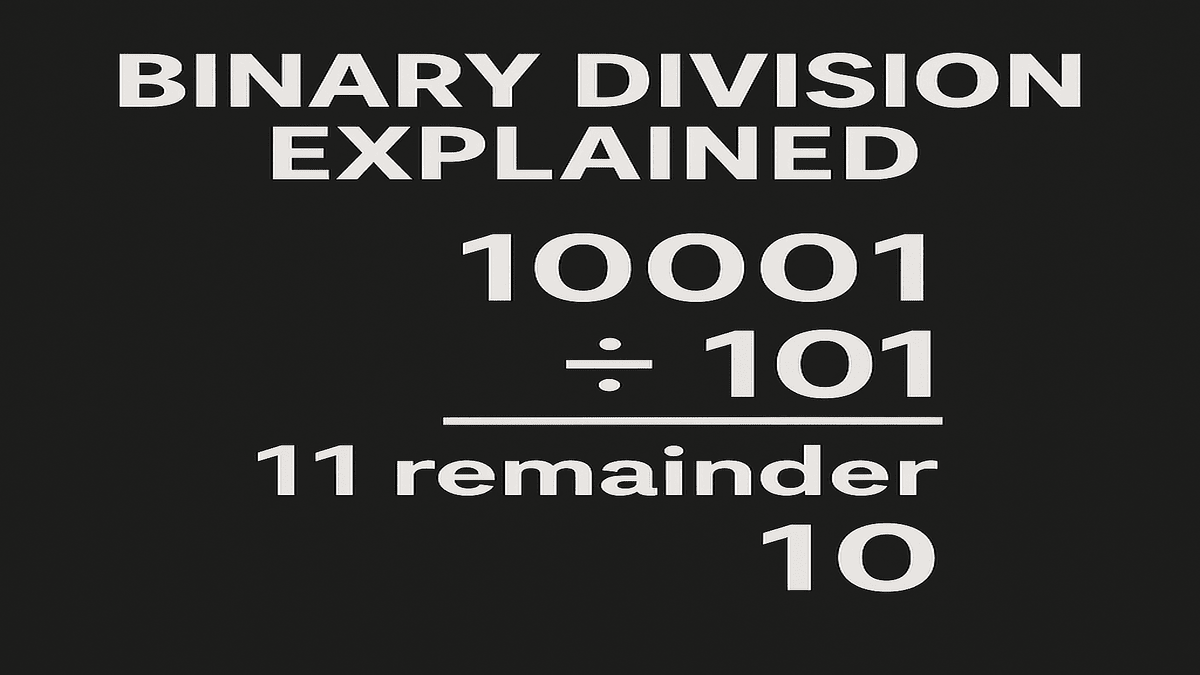 BINARY DIVISION
EXPLAINED
10001
÷ 101
11 remainder
10